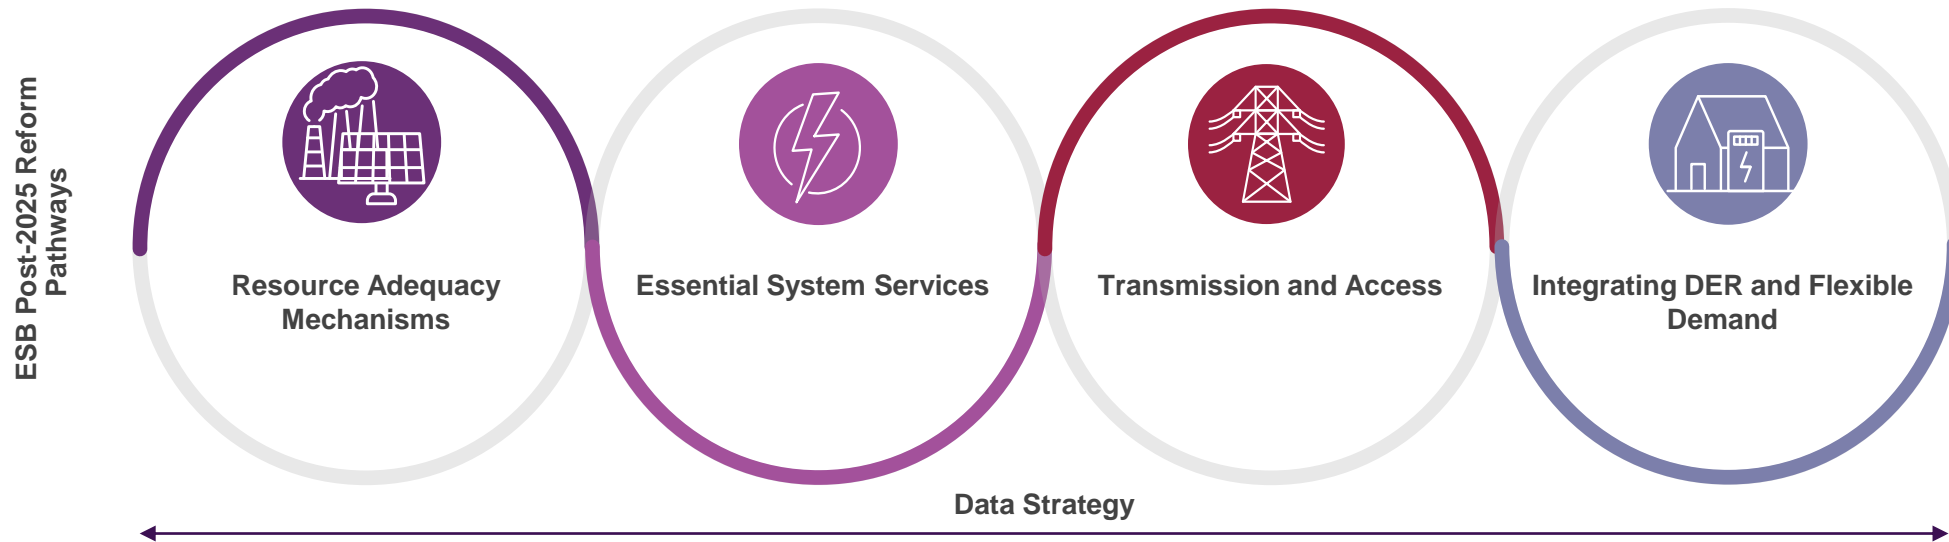 ESB Post-2025 Reform
Pathways
Resource Adequacy
Mechanisms
Essential System Services
Transmission and Access
Integrating DER and Flexible
Demand
Data Strategy